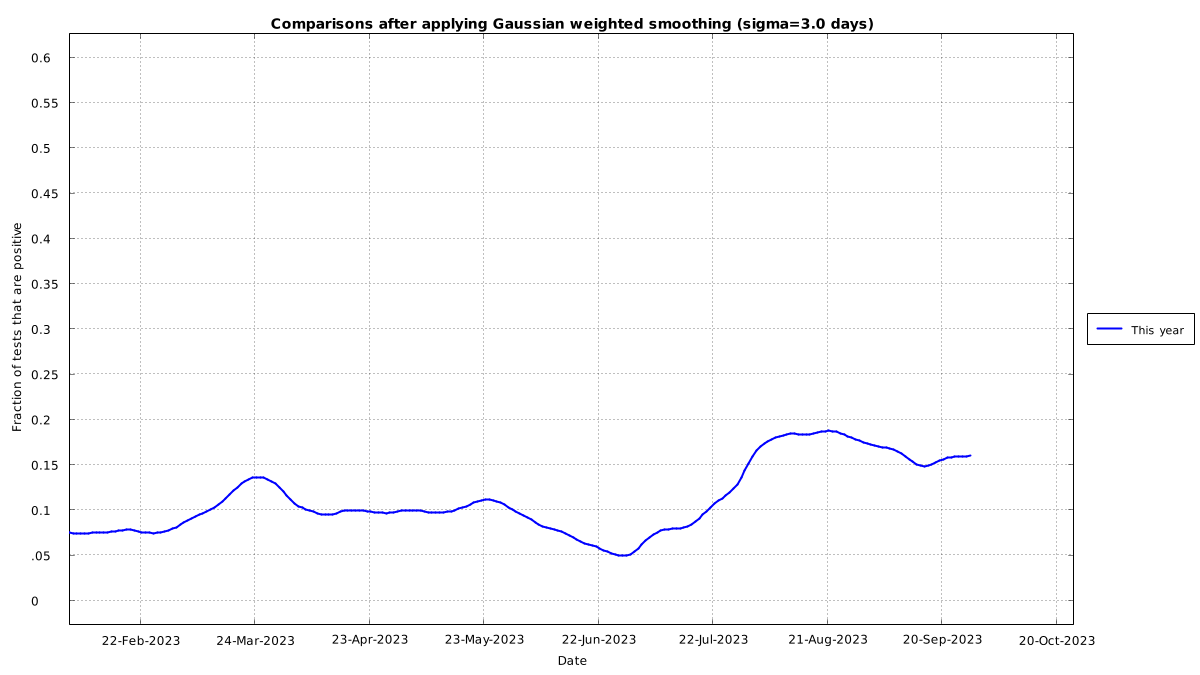 Comparisons after applying Gaussian weighted smoothing (sigma=3.0 days)
Fraction of tests that are positive
0.6
0.55
0.5
0.45
0.4
0.35
0.3
0.25
0.2
0.15
0.1
.05
0
22-Feb-2023 24-Mar-2023 23-Apr-2023 23-May-2023 22-Jun-2023 22-Jul-2023 21-Aug-2023 20-Sep-2023 20-Oct-2023
Date
This year